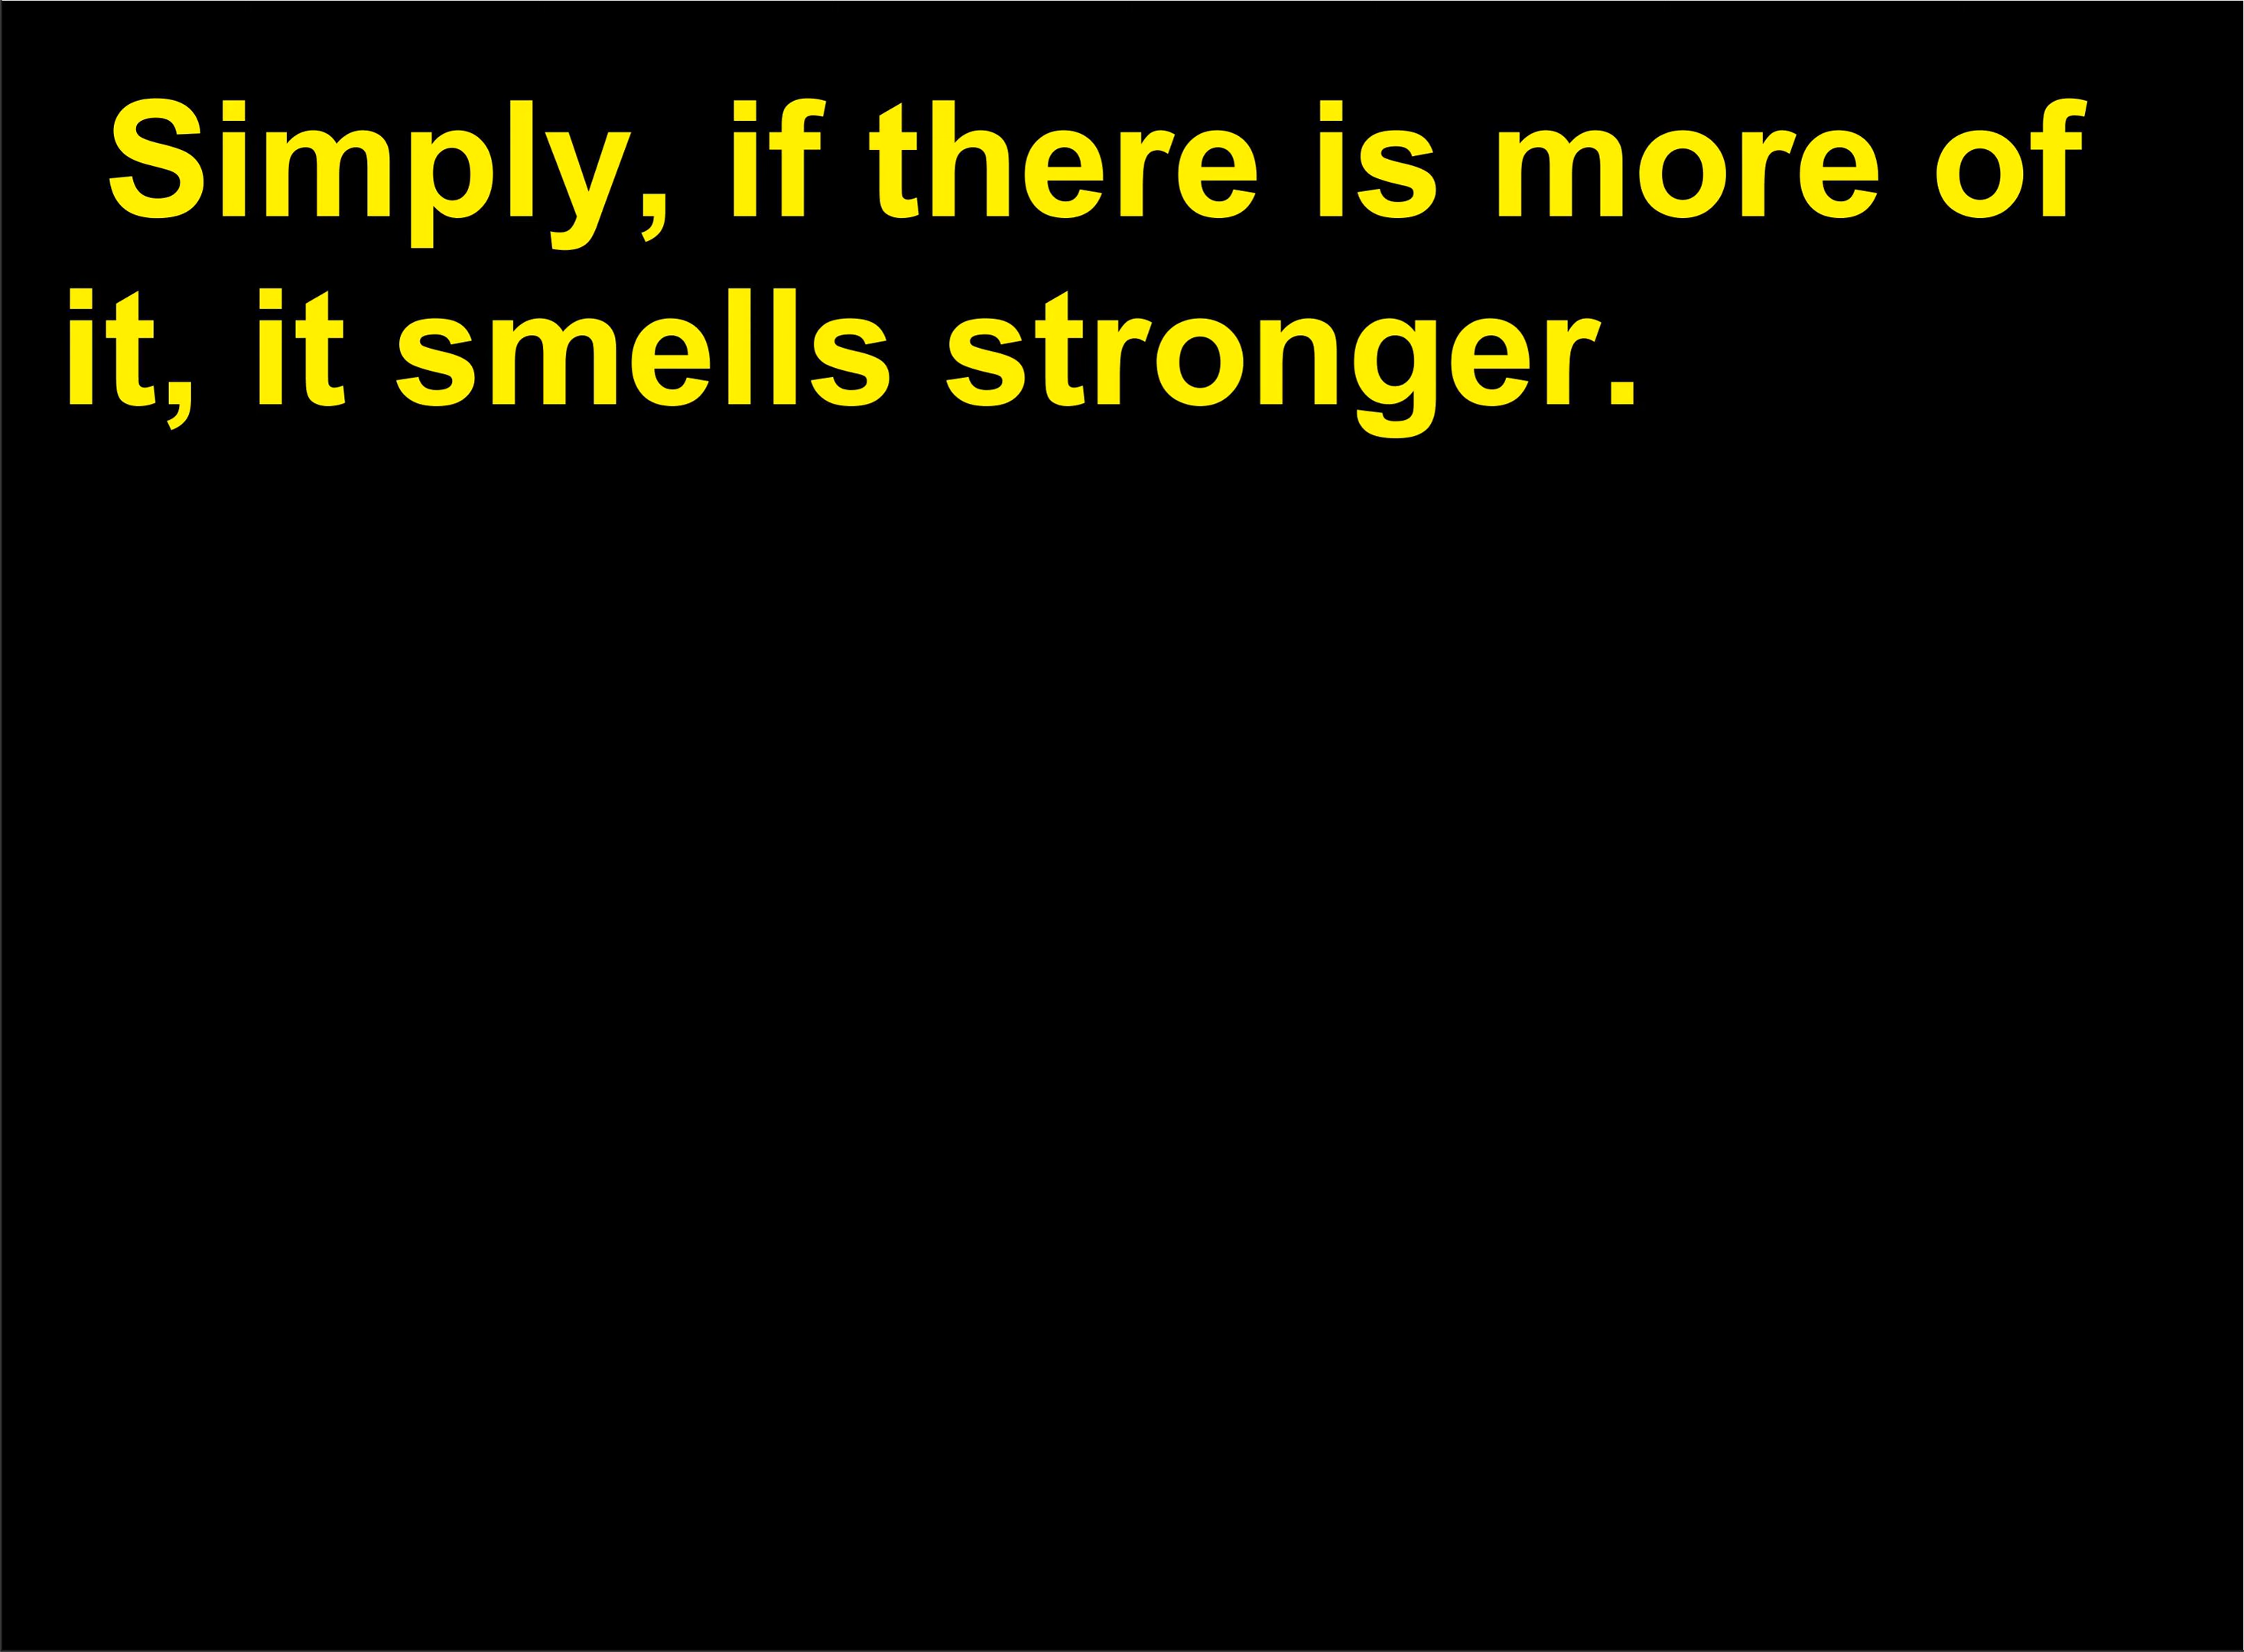 Simply, if there is more of
it, it smells stronger.